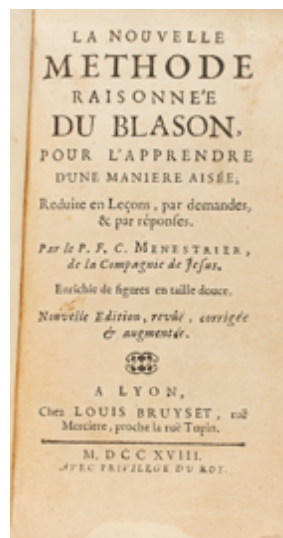 LA NOUVELLE
METHODE
RAISONNE'E
DU BLASON,
POUR L'APPRENDRE
D'UNE MANIERE AISÉE,
Reduite en Leçons, par demandes,
& par réponses.
Par le P. F. C. MENESTRIER,
de la Compagnie de Jesus.
Enrichie de figures en taille douce.
Nouvelle Edition, revûë, corrigée
& augmentée.
A LYON,
Chez LOUIS BRUYSET, ruë
Merciere, proche la ruë Tupin.
M. DCC XVIII.
AVEC PRIVILEGE DU ROY.